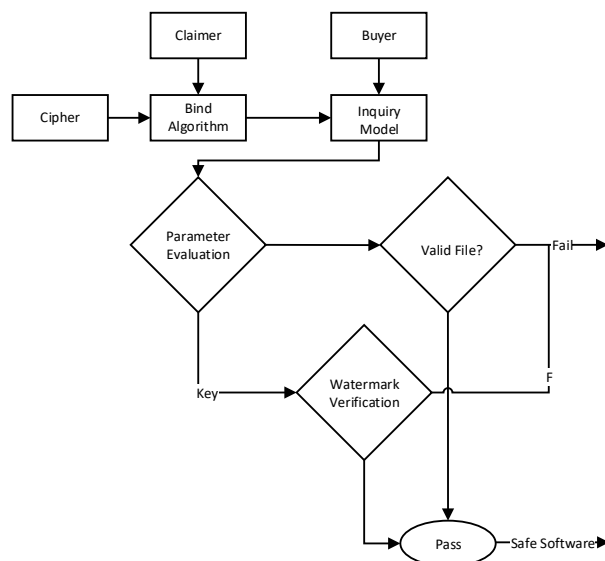 Claimer
Buyer
Cipher
Bind
Algorithm
Inquiry
Model
Parameter
Evaluation
Valid File?
Fail
Watermark
Verification
F
Key
Pass
Safe Software